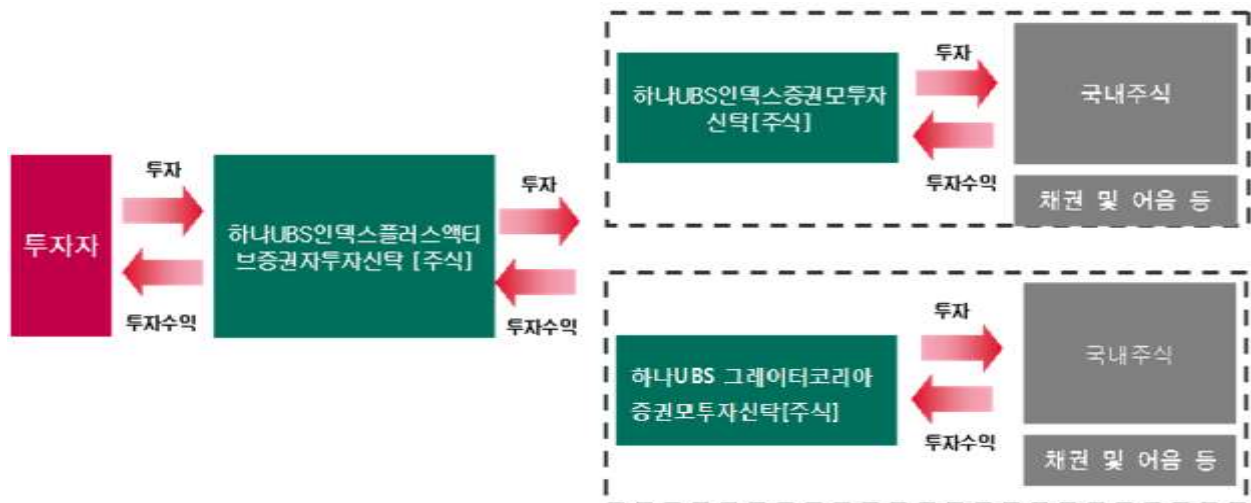 투자자
투자
투자수익
하나UBS인덱스플러스액티
브증권자투자신탁 [주식]
투자
투자수익
하나UBS인덱스증권모투자
신탁[주식]
투자
투자수익
국내주식
채권 및 어음 등
하나UBS 그레이터코리아
증권모투자신탁[주식]
투자
투자수익
국내주식
채권 및 어음 등